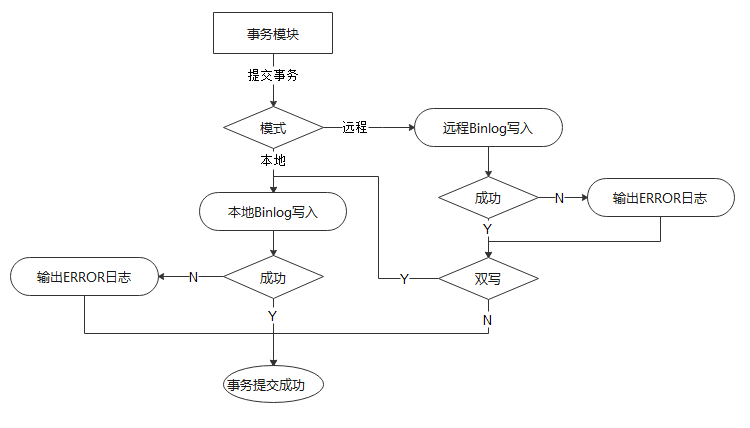 事务模块
提交事务
模式
远程
远程Binlog写入
本地
成功
N
输出ERROR日志
本地Binlog写入
Y
输出ERROR日志
N
成功
Y
双写
Y
N
事务提交成功